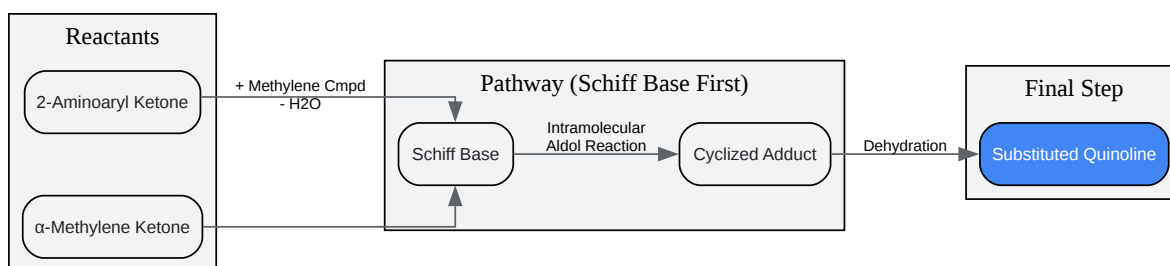 Reactants
2-Aminoaryl Ketone
α-Methylene Ketone
+ Methylene Cmpd
- H2O
Pathway (Schiff Base First)
Schiff Base
Intramolecular
Aldol Reaction
Cyclized Adduct
Dehydration
Final Step
Substituted Quinoline